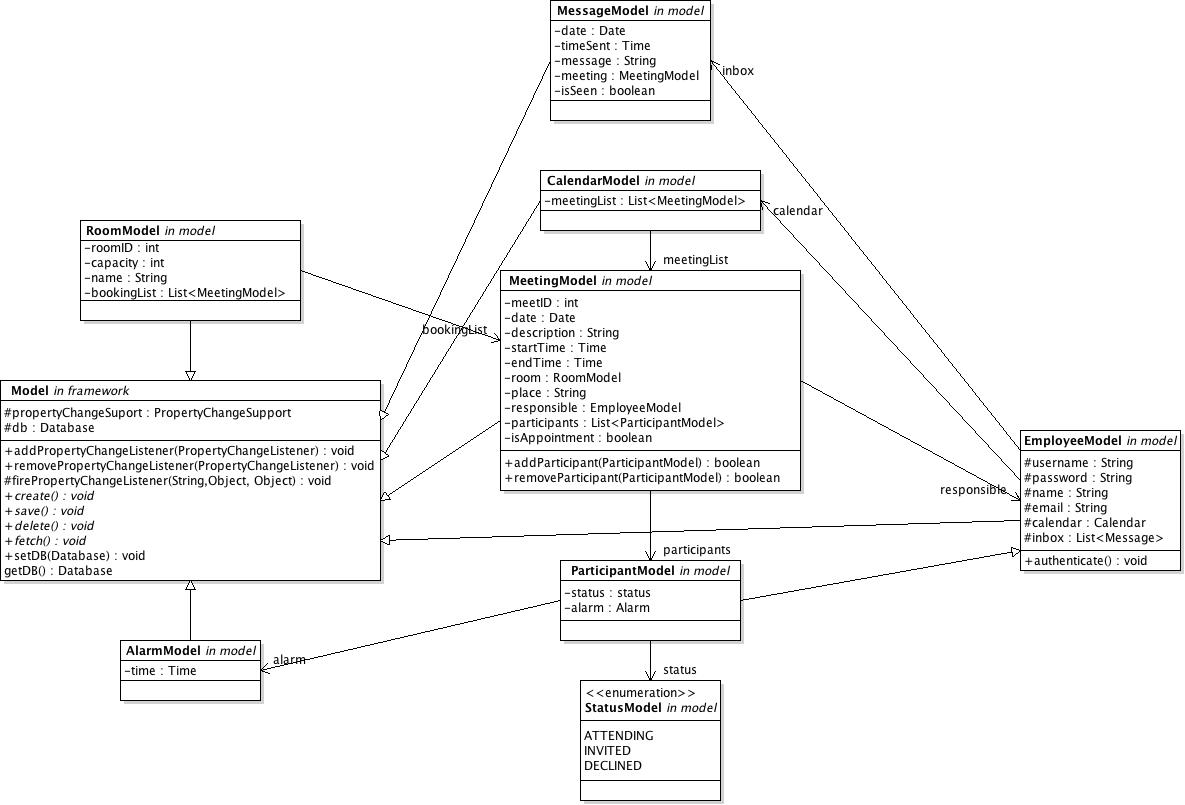 MessageModel in model
-date : Date
-timeSent : Time
-message : String
-meeting : MeetingModel
-isSeen : boolean
inbox
CalendarModel in model
-meetingList : List<MeetingModel>
calendar
RoomModel in model
-roomID : int
-capacity : int
-name : String
-bookingList : List<MeetingModel>
meetingList
MeetingModel in model
-meetID : int
-date : Date
-description : String
-startTime : Time
-endTime : Time
-room : RoomModel
-place : String
-responsible : EmployeeModel
-participants : List<ParticipantModel>
-isAppointment : boolean
+addParticipant(ParticipantModel) : boolean
+removeParticipant(ParticipantModel) : boolean
bookingList
Model in framework
#propertyChangeSuport : PropertyChangeSupport
#db : Database
+addPropertyChangeListener(PropertyChangeListener) : void
+removePropertyChangeListener(PropertyChangeListener) : void
#firePropertyChangeListener(String,Object, Object) : void
+create() : void
+save() : void
+delete() : void
+fetch() : void
+setDB(Database) : void
getDB() : Database
EmployeeModel in model
#username : String
#password : String
#name : String
#email : String
#calendar : Calendar
#inbox : List<Message>
+authenticate() : void
responsible
participants
ParticipantModel in model
-status : status
-alarm : Alarm
AlarmModel in model
-time : Time
alarm
status
<<enumeration>>
StatusModel in model
ATTENDING
INVITED
DECLINED